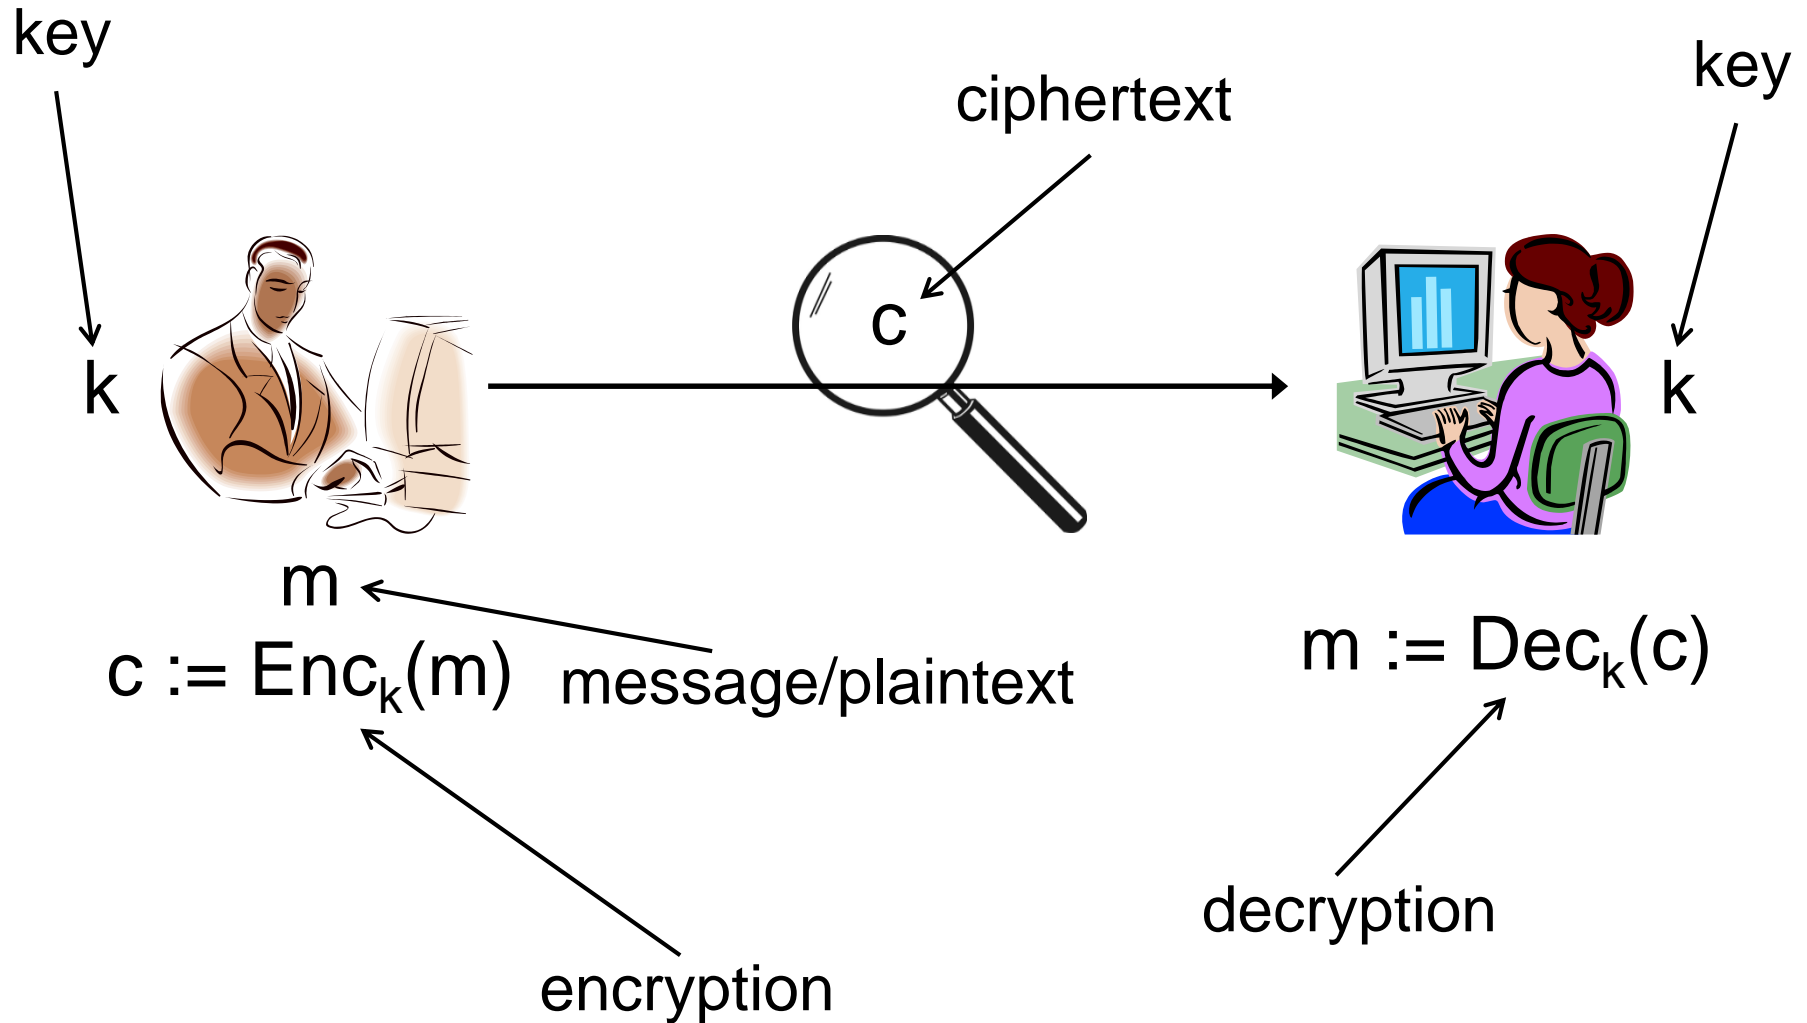 key
key
ciphertext
c
k
k
m
c := Encₖ(m)
message/plaintext
m := Decₖ(c)
decryption
encryption